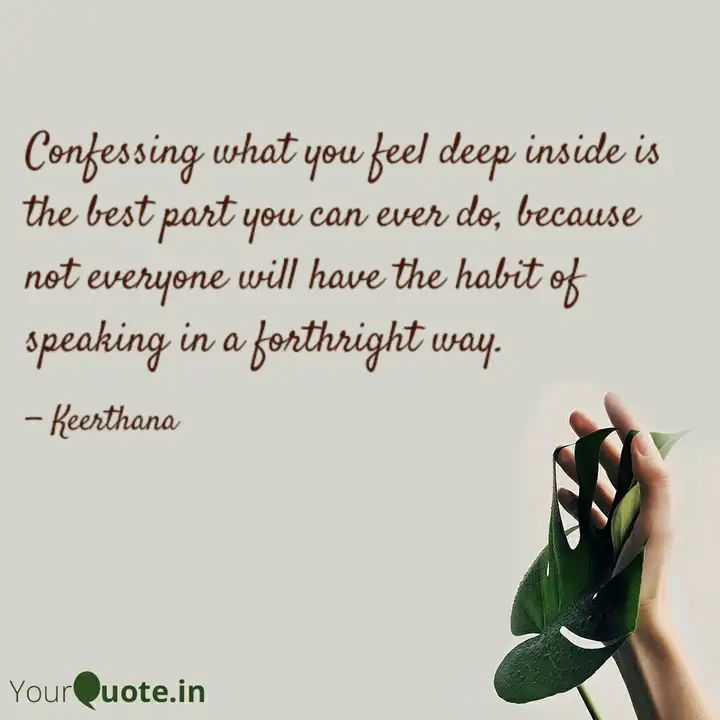 Confessing what you feel deep inside is
the best part you can ever do, because
not everyone will have the habit of
speaking in a forthright way.
– Keerthana
YourQuote.in